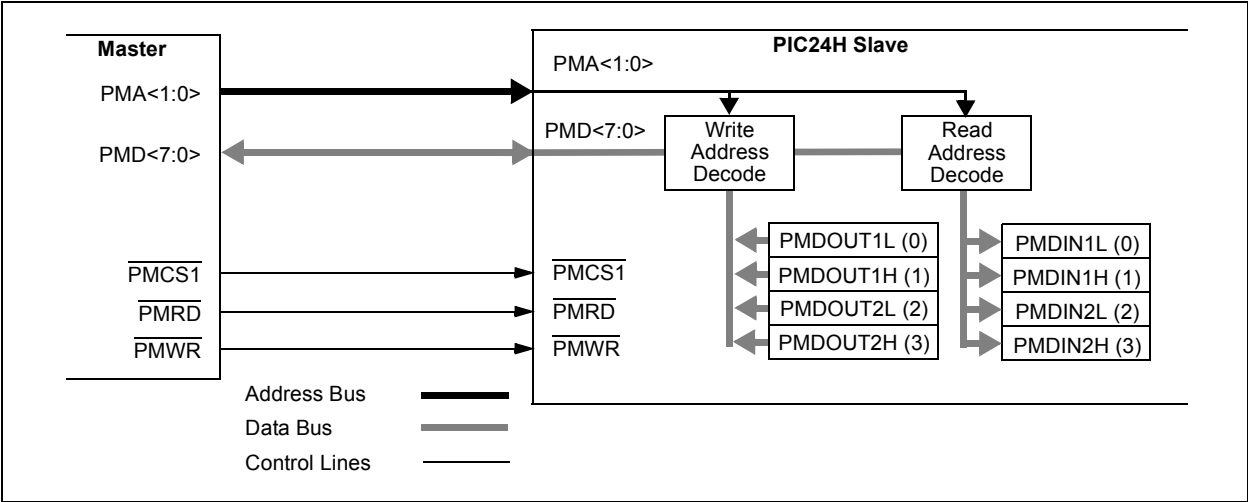 Master
PIC24H Slave
PMA<1:0>
PMA<1:0>
PMD<7:0>
PMD<7:0>
Write
Address
Decode
Read
Address
Decode
PMDOUT1L (0)
PMDOUT1H (1)
PMDOUT2L (2)
PMDOUT2H (3)
PMDIN1L (0)
PMDIN1H (1)
PMDIN2L (2)
PMDIN2H (3)
PMCS1
PMCS1
PMRD
PMRD
PMWR
PMWR
Address Bus
Data Bus
Control Lines